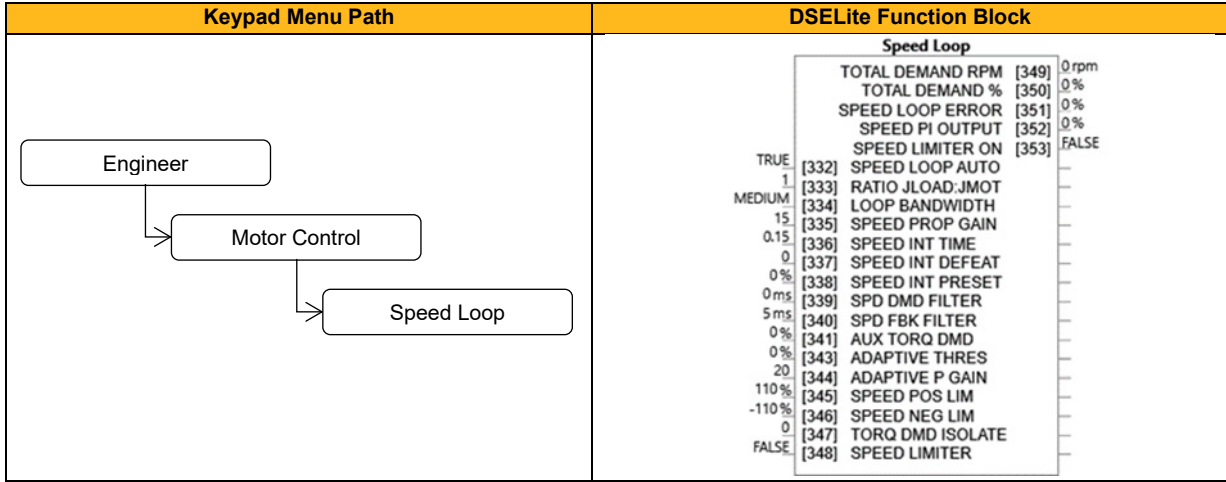 Keypad Menu Path
DSELite Function Block
Engineer
Motor Control
Speed Loop
Speed Loop
TOTAL DEMAND RPM [349] 0 rpm
TOTAL DEMAND % [350] 0 %
SPEED LOOP ERROR [351] 0 %
SPEED PI OUTPUT [352] 0 %
SPEED LIMITER ON [353] FALSE
TRUE [332] SPEED LOOP AUTO
1 [333] RATIO JLOAD:JMOT
MEDIUM [334] LOOP BANDWIDTH
15 [335] SPEED PROP GAIN
0.15 [336] SPEED INT TIME
0 [337] SPEED INT DEFEAT
0 % [338] SPEED INT PRESET
0 ms [339] SPD DMD FILTER
5 ms [340] SPD FBK FILTER
0 % [341] AUX TORQ DMD
0 % [343] ADAPTIVE THRES
20 [344] ADAPTIVE P GAIN
110 % [345] SPEED POS LIM
-110 % [346] SPEED NEG LIM
0 [347] TORQ DMD ISOLATE
FALSE [348] SPEED LIMITER